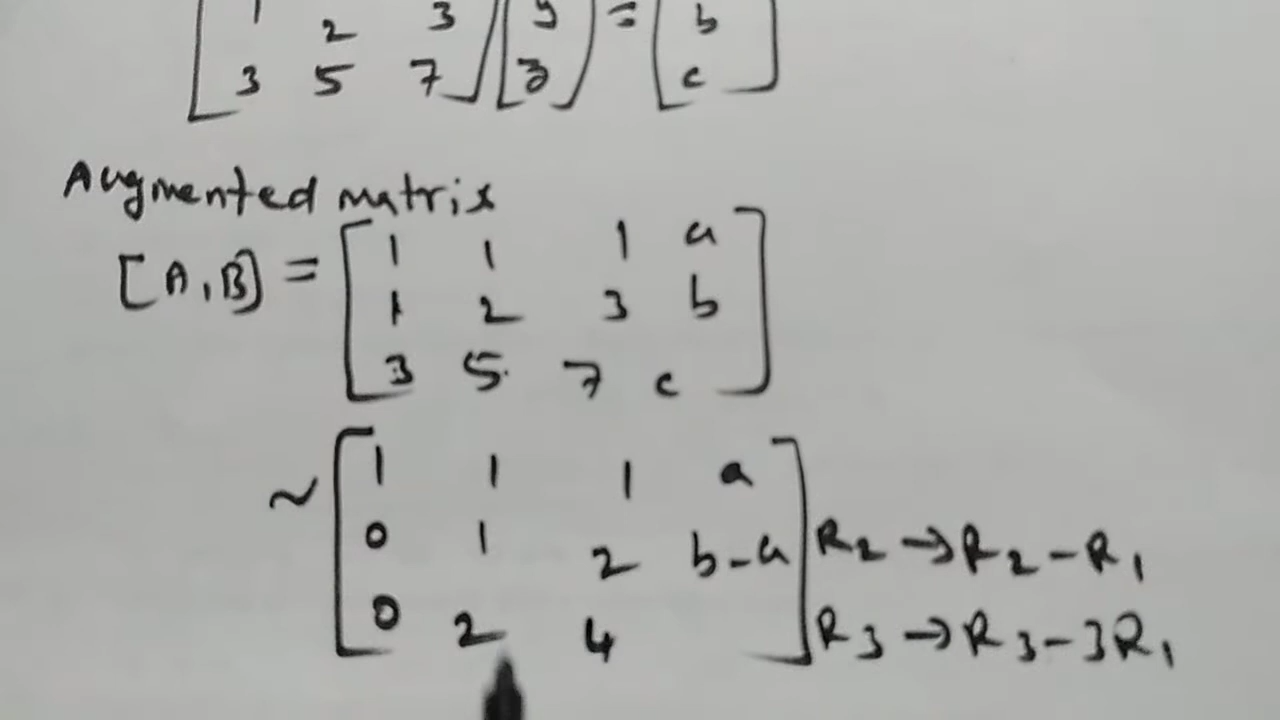 1 2 3 y = b
3 5 7 z c
Augmented matrix
[A,B] = [ 1 1 1 a
1 2 3 b
3 5 7 c ]
~ [ 1 1 1 a
0 1 2 b-a R2 → R2 - R1
0 2 4 ] R3 → R3 - 3R1